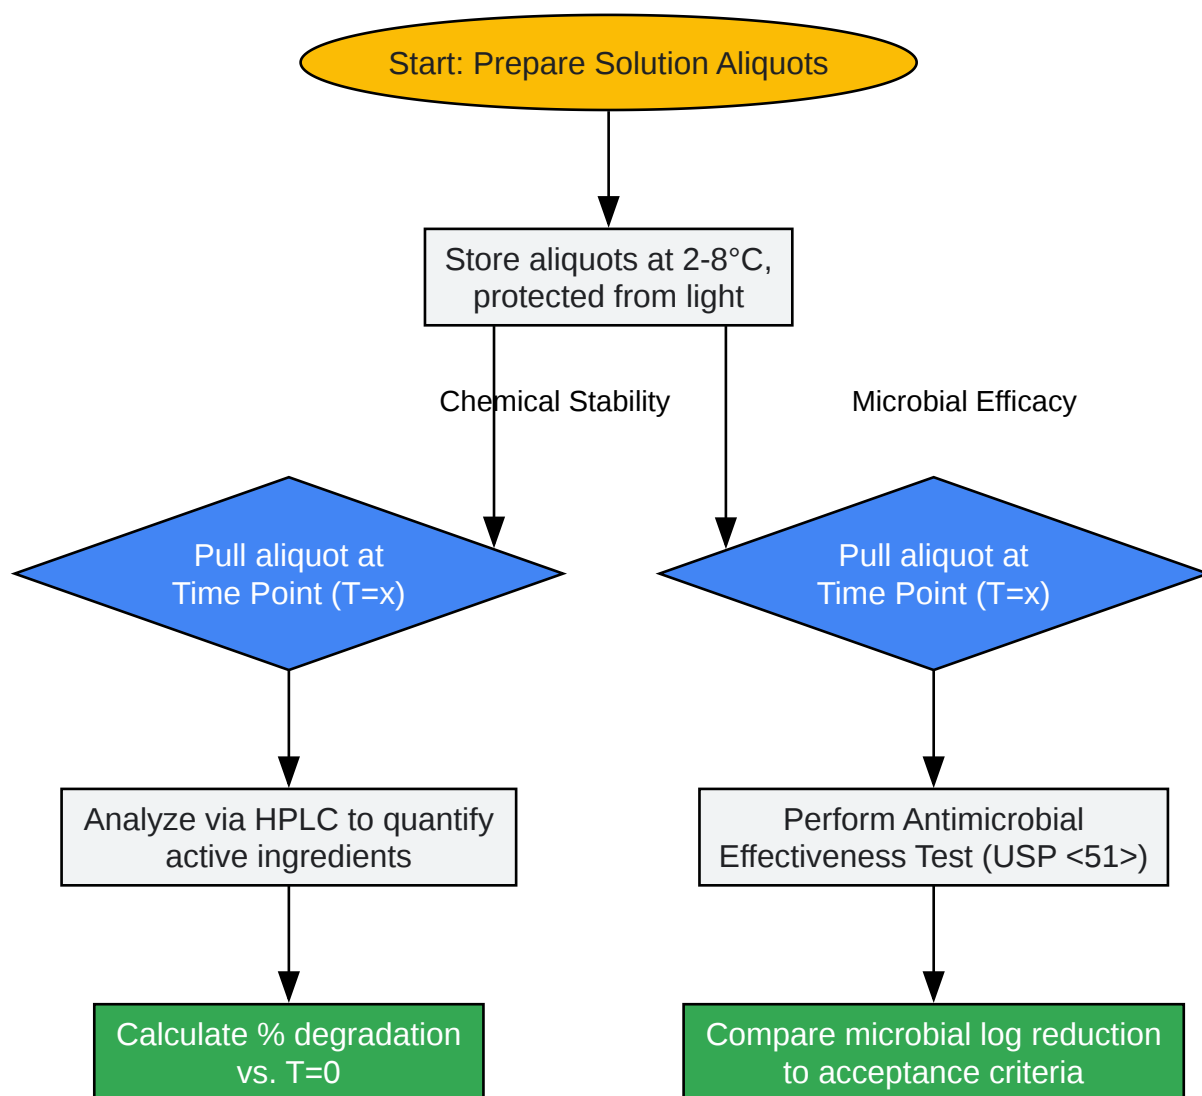 Start: Prepare Solution Aliquots
Store aliquots at 2-8°C,
protected from light
Chemical Stability
Microbial Efficacy
Pull aliquot at
Time Point (T=x)
Pull aliquot at
Time Point (T=x)
Analyze via HPLC to quantify
active ingredients
Perform Antimicrobial
Effectiveness Test (USP <51>)
Calculate % degradation
vs. T=0
Compare microbial log reduction
to acceptance criteria